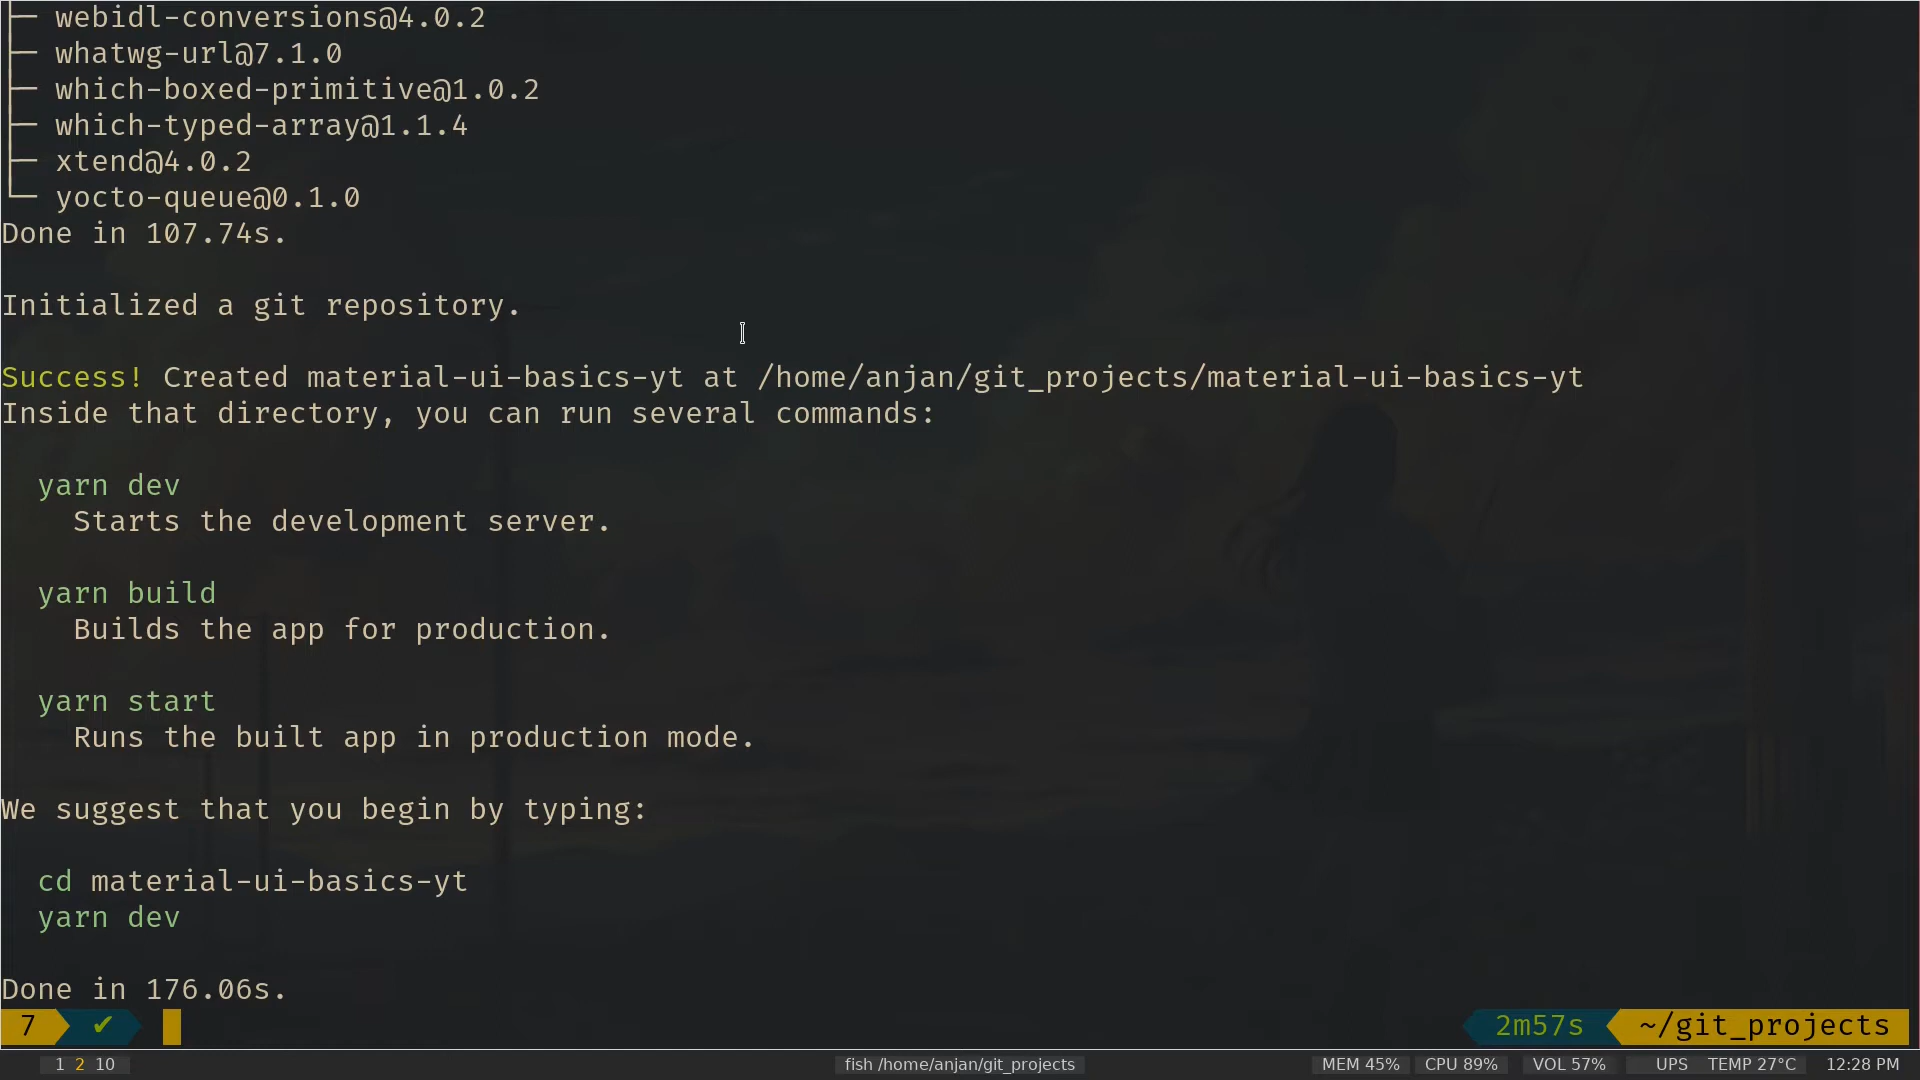 ├─ webidl-conversions@4.0.2
├─ whatwg-url@7.1.0
├─ which-boxed-primitive@1.0.2
├─ which-typed-array@1.1.4
├─ xtend@4.0.2
└─ yocto-queue@0.1.0
Done in 107.74s.
Initialized a git repository.
Success! Created material-ui-basics-yt at /home/anjan/git_projects/material-ui-basics-yt
Inside that directory, you can run several commands:
yarn dev
Starts the development server.
yarn build
Builds the app for production.
yarn start
Runs the built app in production mode.
We suggest that you begin by typing:
cd material-ui-basics-yt
yarn dev
Done in 176.06s.
7 ✔ 2m57s ~/git_projects
1 2 10 fish /home/anjan/git_projects MEM 45% CPU 89% VOL 57% UPS TEMP 27°C 12:28 PM